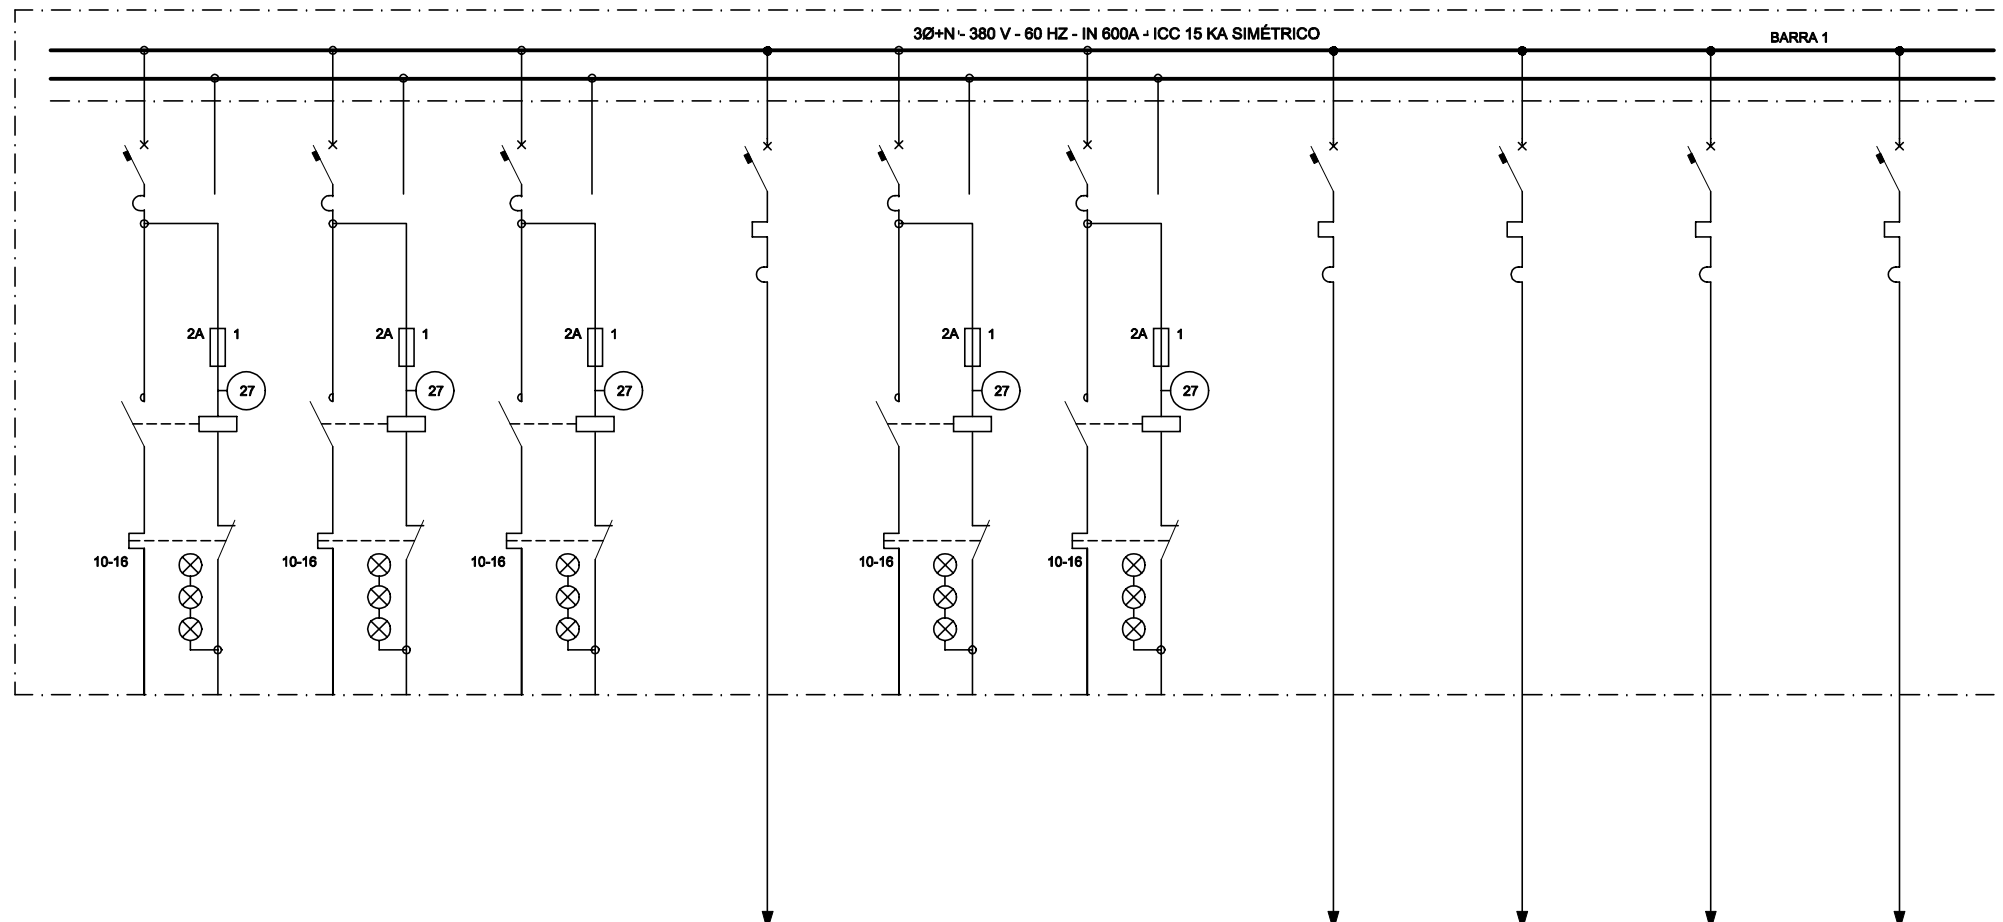 3Ø+N - 380 V - 60 HZ - IN 600A - ICC 15 KA SIMÉTRICO
BARRA 1
2A 1 2A 1 2A 1 2A 1 2A 1
27 27 27 27 27
10-16 10-16 10-16 10-16 10-16